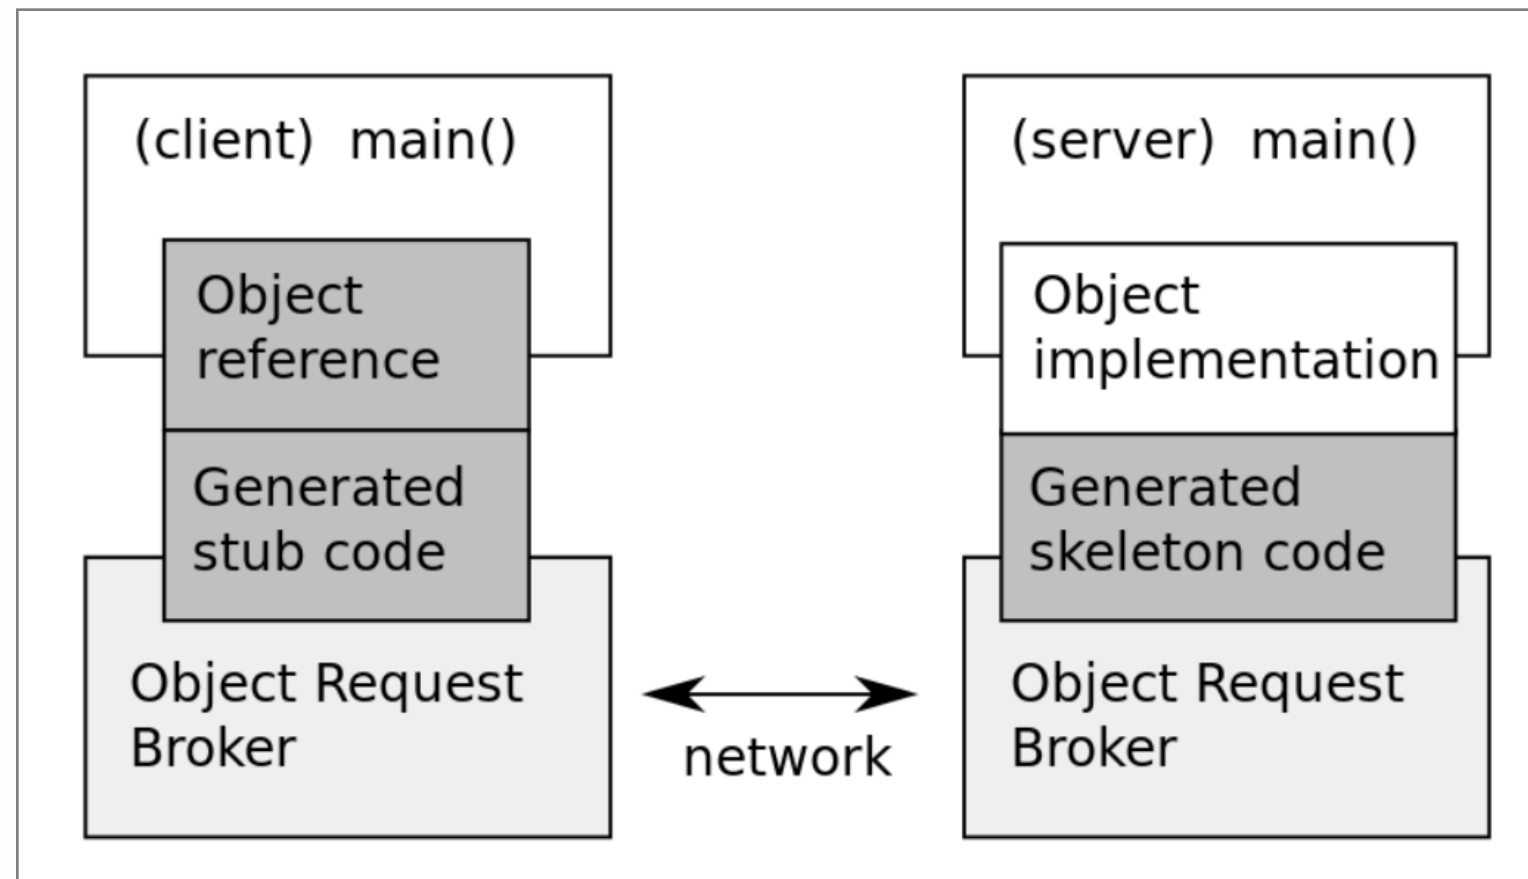 (client) main()
Object
reference
Generated
stub code
Object Request
Broker
network
(server) main()
Object
implementation
Generated
skeleton code
Object Request
Broker